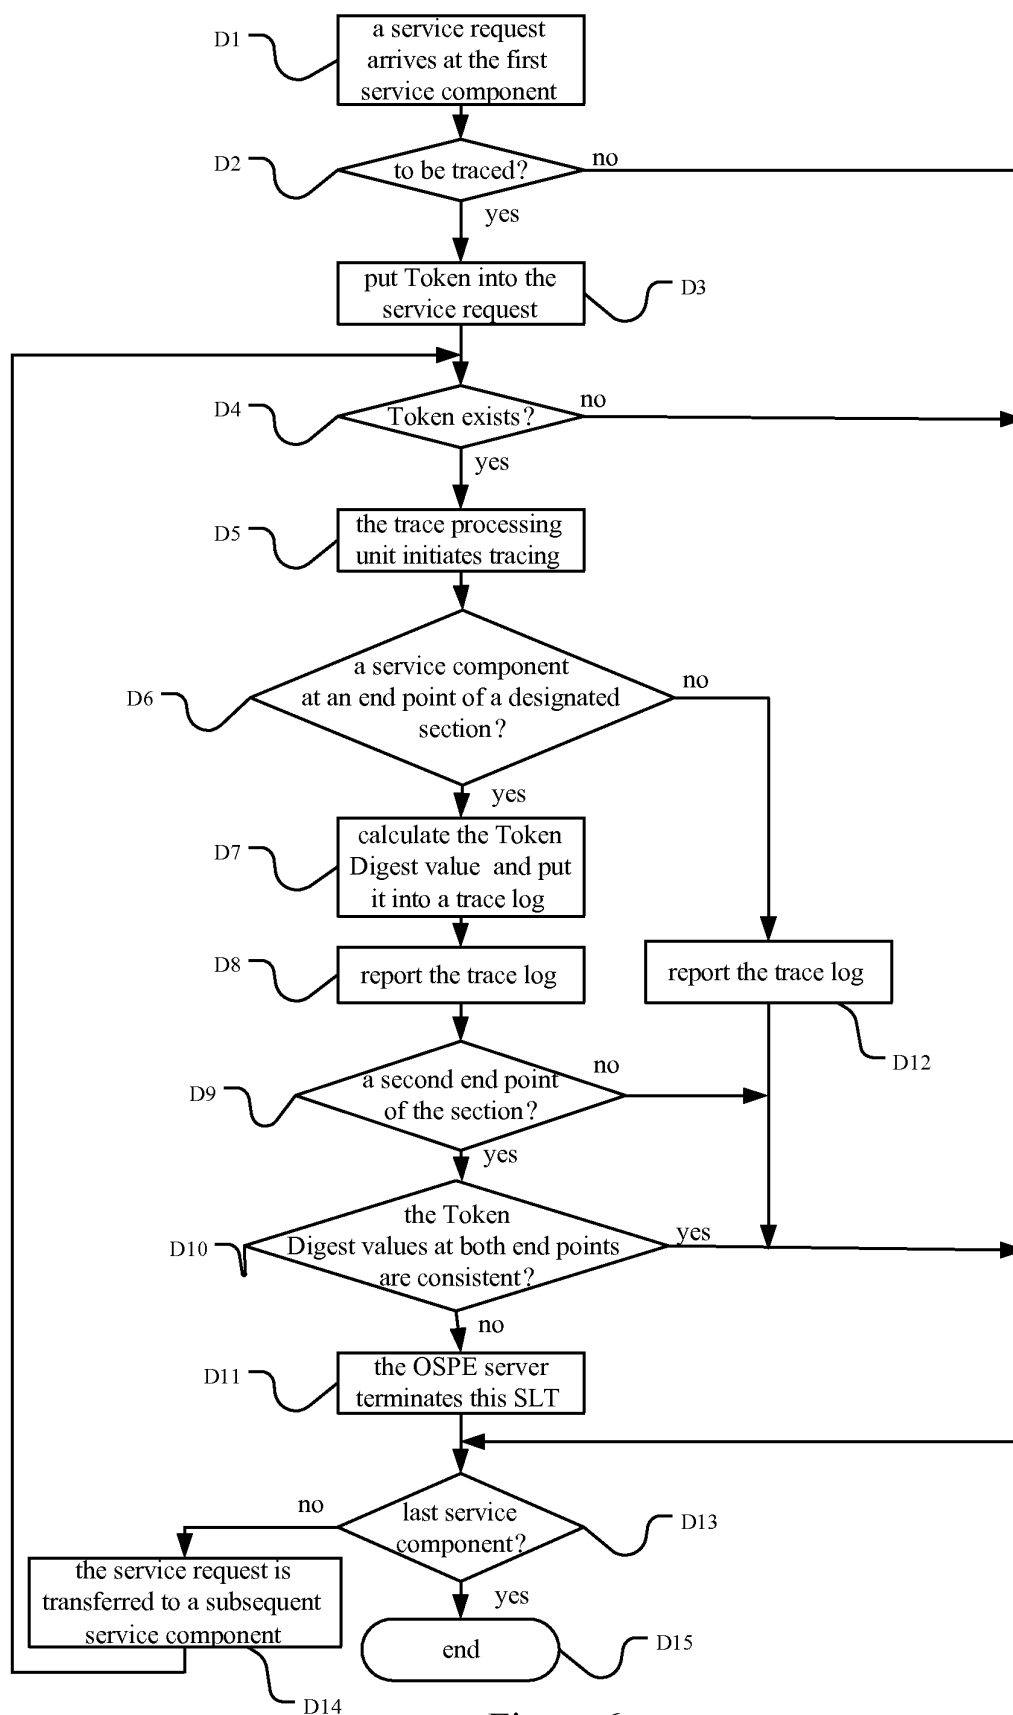 D1
a service request
arrives at the first
service component
D2
to be traced?
no
yes
put Token into the
service request
D3
D4
Token exists?
no
yes
D5
the trace processing
unit initiates tracing
D6
a service component
at an end point of a designated
section?
no
yes
D7
calculate the Token
Digest value and put
it into a trace log
D8
report the trace log
report the trace log
D12
D9
a second end point
of the section?
no
yes
D10
the Token
Digest values at both end points
are consistent?
yes
no
D11
the OSPE server
terminates this SLT
no
last service
component?
D13
yes
the service request is
transferred to a subsequent
service component
D14
end
D15